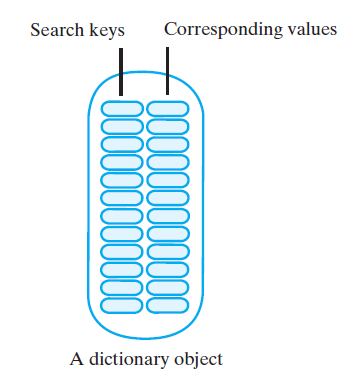 Search keys
Corresponding values
A dictionary object